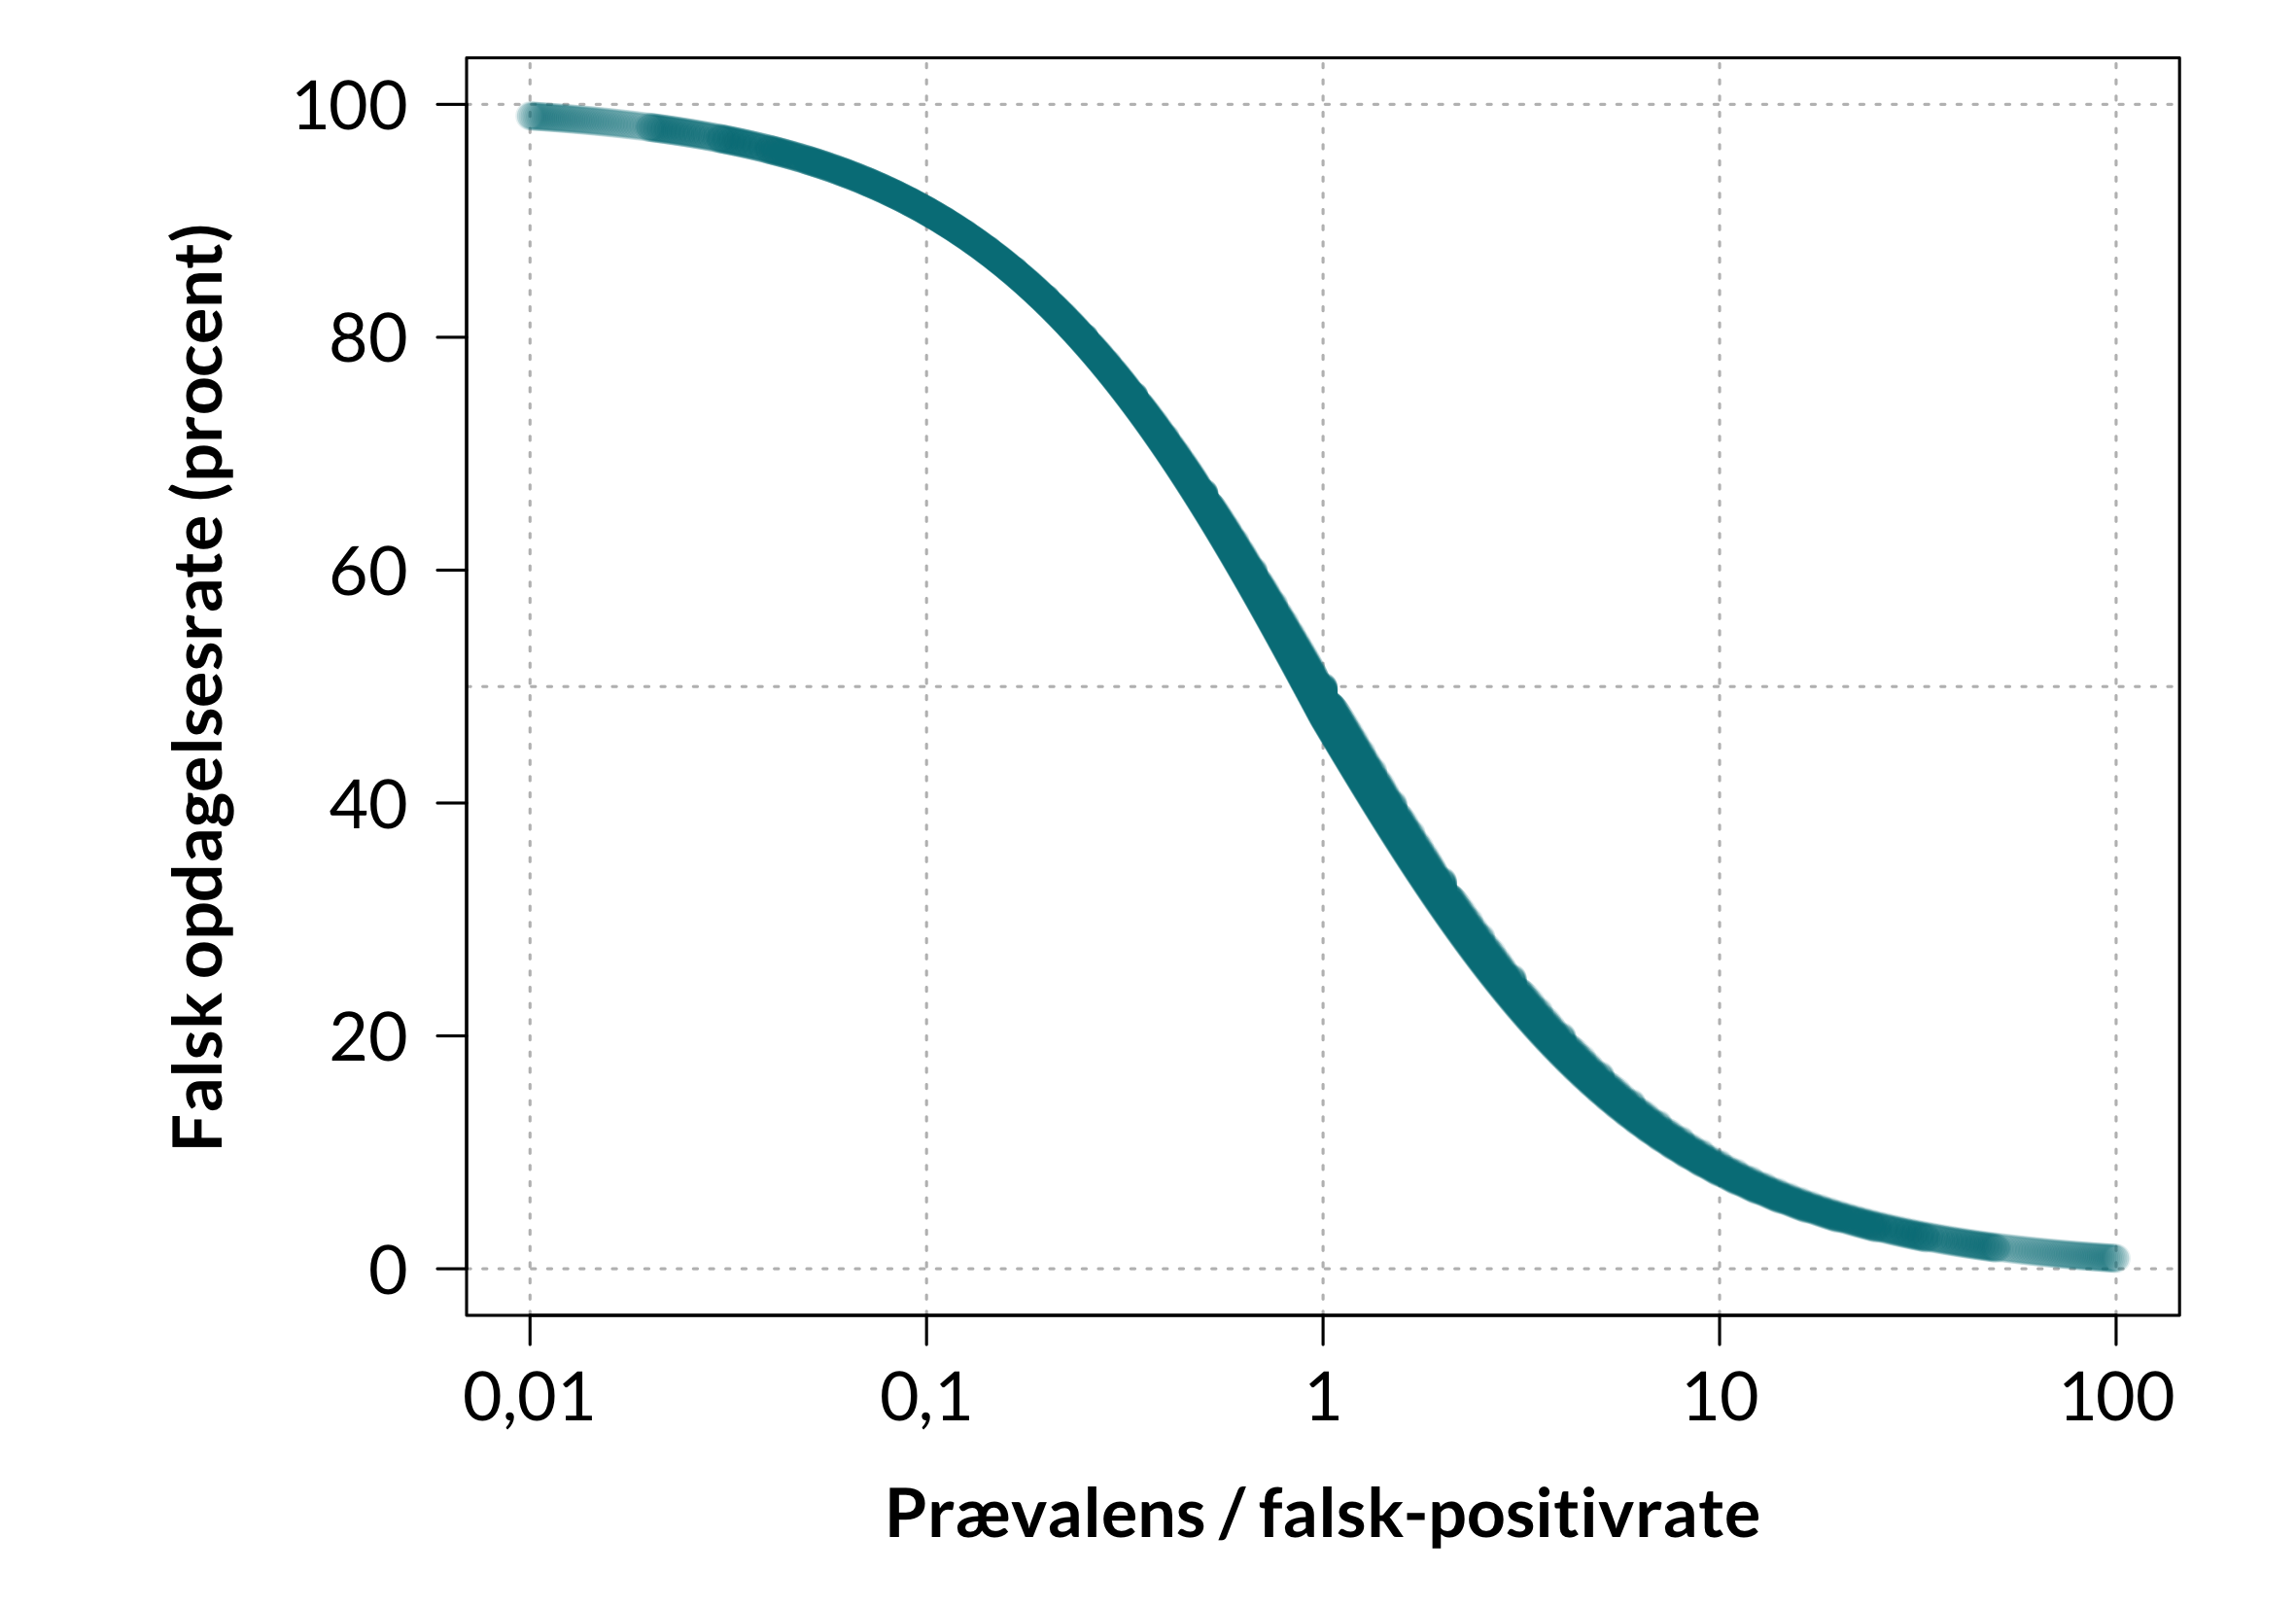 Falsk opdagelsesrate (procent)
100
80
60
40
20
0
0,01 0,1 1 10 100
Prævalens / falsk-positivrate